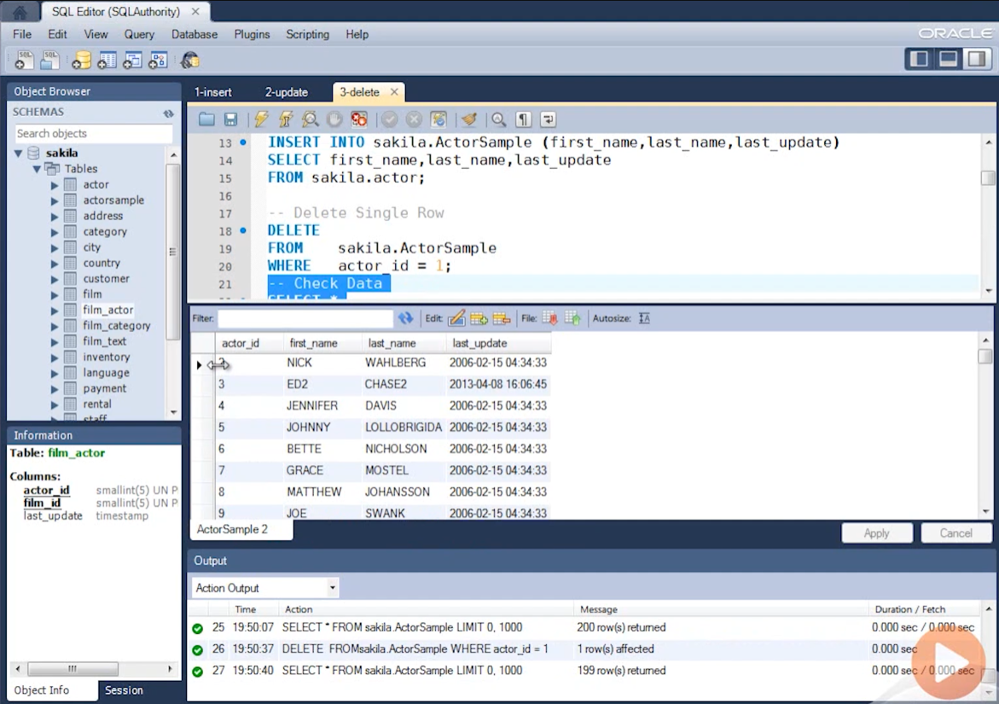 SQL Editor (SQLAuthority)
File Edit View Query Database Plugins Scripting Help
ORACLE
SQL SQL
Object Browser
SCHEMAS
Search objects
sakila
Tables
actor
actorsample
address
category
city
country
customer
film
film_actor
film_category
film_text
inventory
language
payment
rental
staff
Information
Table: film_actor
Columns:
actor_id smallint(5) UN P
film_id smallint(5) UN P
last_update timestamp
Object Info Session
1-insert 2-update 3-delete
13 INSERT INTO sakila.ActorSample (first_name,last_name,last_update)
14 SELECT first_name,last_name,last_update
15 FROM sakila.actor;
16
17 -- Delete Single Row
18 DELETE
19 FROM sakila.ActorSample
20 WHERE actor_id = 1;
21 -- Check Data
SELECT *
Filter: Edit: File: Autosize:
actor_id first_name last_name last_update
NICK WAHLBERG 2006-02-15 04:34:33
3 ED2 CHASE2 2013-04-08 16:06:45
4 JENNIFER DAVIS 2006-02-15 04:34:33
5 JOHNNY LOLLOBRIGIDA 2006-02-15 04:34:33
6 BETTE NICHOLSON 2006-02-15 04:34:33
7 GRACE MOSTEL 2006-02-15 04:34:33
8 MATTHEW JOHANSSON 2006-02-15 04:34:33
9 JOE SWANK 2006-02-15 04:34:33
ActorSample 2
Apply Cancel
Output
Action Output
Time Action Message Duration / Fetch
25 19:50:07 SELECT * FROM sakila.ActorSample LIMIT 0, 1000 200 row(s) returned 0.000 sec / 0.000 sec
26 19:50:37 DELETE FROMsakila.ActorSample WHERE actor_id = 1 1 row(s) affected 0.000 sec
27 19:50:40 SELECT * FROM sakila.ActorSample LIMIT 0, 1000 199 row(s) returned 0.000 sec / 0.000 sec